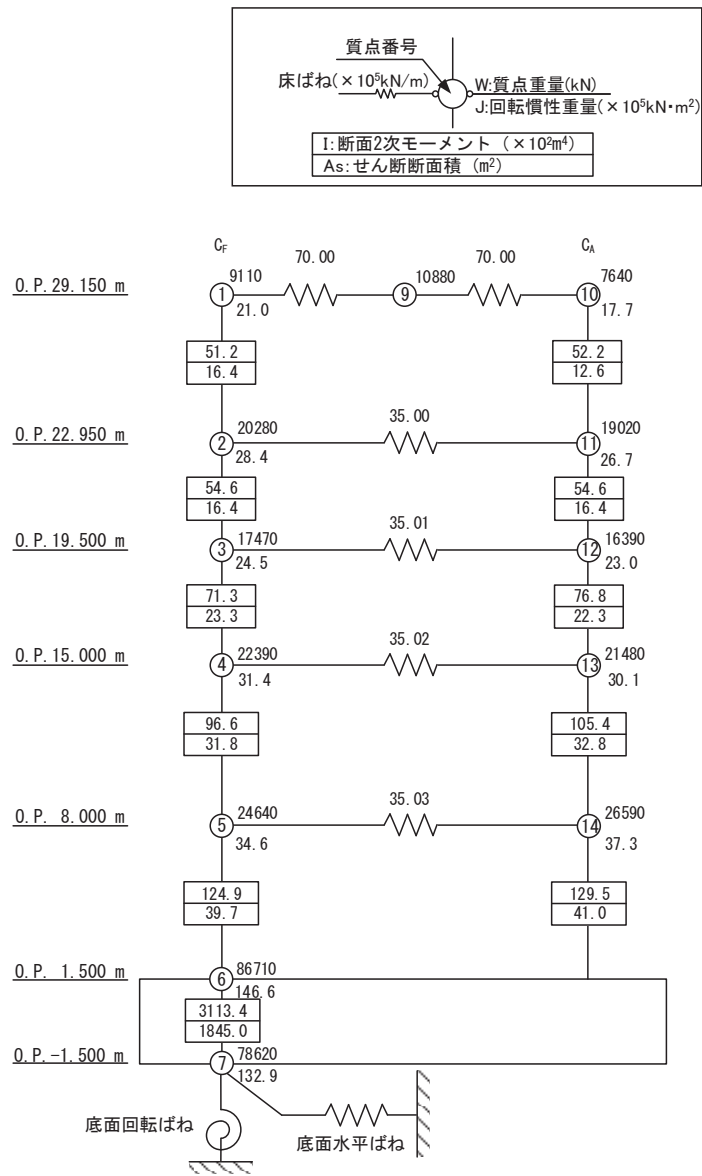 質点番号
床ばね(×10⁵kN/m)
W:質点重量(kN)
J:回転慣性重量(×10⁵kN・m²)
I:断面2次モーメント (×10²m⁴)
As:せん断断面積 (m²)
C_F 70.00 70.00 C_A
O.P.29.150 m 1 9110 9 10880 10 7640
21.0 17.7
51.2 52.2
16.4 12.6
O.P.22.950 m 2 20280 35.00 11 19020
28.4 26.7
54.6 54.6
16.4 16.4
O.P.19.500 m 3 17470 35.01 12 16390
24.5 23.0
71.3 76.8
23.3 22.3
O.P.15.000 m 4 22390 35.02 13 21480
31.4 30.1
96.6 105.4
31.8 32.8
O.P. 8.000 m 5 24640 35.03 14 26590
34.6 37.3
124.9 129.5
39.7 41.0
O.P. 1.500 m 6 86710
146.6
3113.4
1845.0
O.P.-1.500 m 7 78620
132.9
底面回転ばね 底面水平ばね